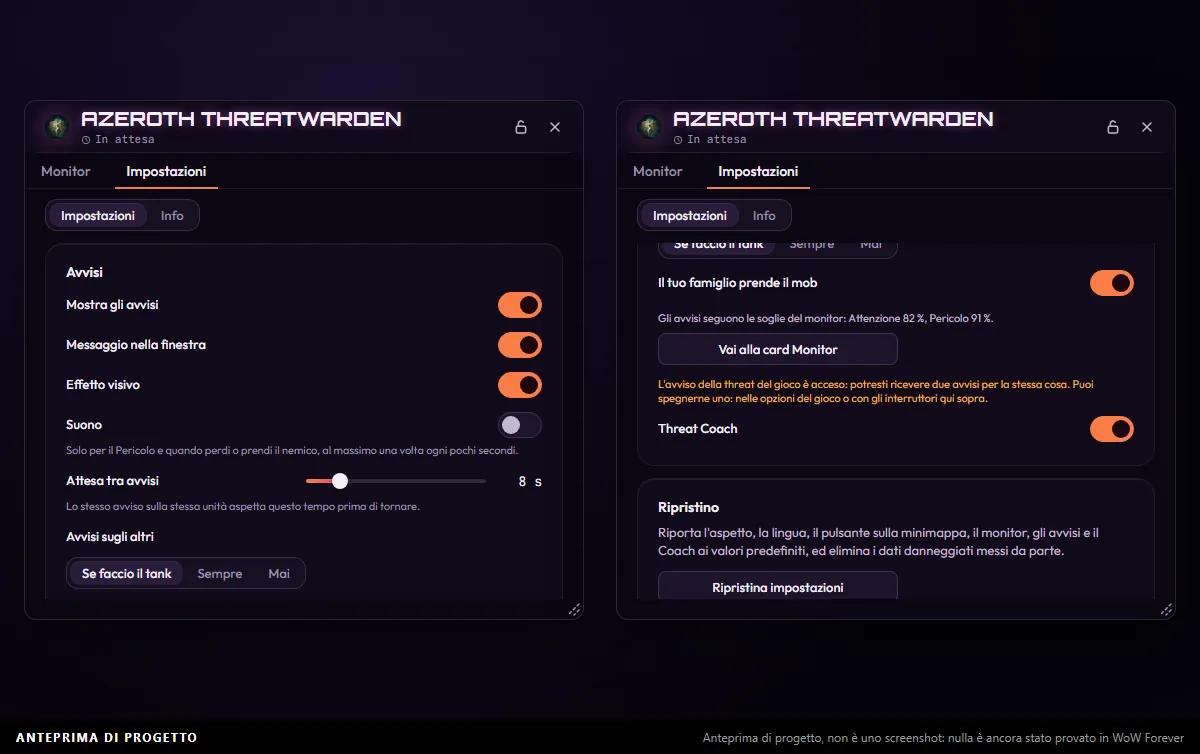 AZEROTH THREATWARDEN
In attesa
Monitor
Impostazioni
Impostazioni
Info
Avvisi
Mostra gli avvisi
Messaggio nella finestra
Effetto visivo
Suono
Solo per il Pericolo e quando perdi o prendi il nemico, al massimo una volta ogni pochi secondi.
Attesa tra avvisi
8 s
Lo stesso avviso sulla stessa unità aspetta questo tempo prima di tornare.
Avvisi sugli altri
Se faccio il tank
Sempre
Mai
AZEROTH THREATWARDEN
In attesa
Monitor
Impostazioni
Impostazioni
Info
Se faccio il tank
Sempre
Mai
Il tuo famiglio prende il mob
Gli avvisi seguono le soglie del monitor: Attenzione 82 %, Pericolo 91 %.
Vai alla card Monitor
L'avviso della threat del gioco è acceso: potresti ricevere due avvisi per la stessa cosa. Puoi
spegnerne uno: nelle opzioni del gioco o con gli interruttori qui sopra.
Threat Coach
Ripristino
Riporta l'aspetto, la lingua, il pulsante sulla minimappa, il monitor, gli avvisi e il
Coach ai valori predefiniti, ed elimina i dati danneggiati messi da parte.
Ripristina impostazioni
ANTEPRIMA DI PROGETTO
Anteprima di progetto, non è uno screenshot: nulla è ancora stato provato in WoW Forever